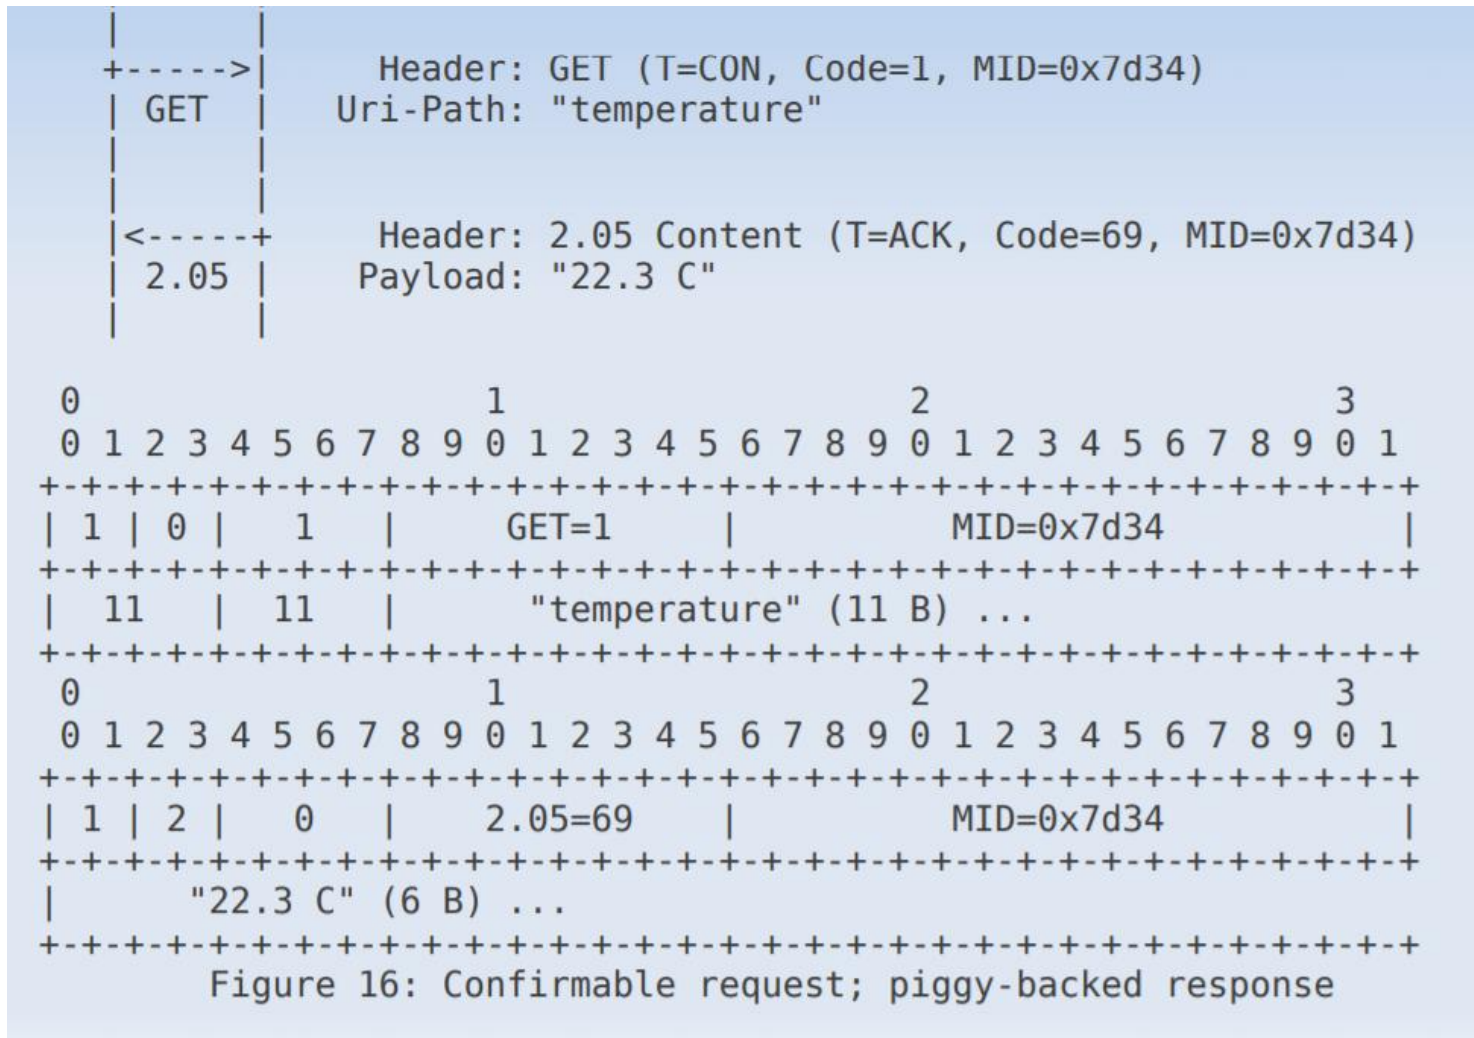 |      |
    +----->|     Header: GET (T=CON, Code=1, MID=0x7d34)
    | GET  |   Uri-Path: "temperature"
    |      |
    |      |
    |<-----+     Header: 2.05 Content (T=ACK, Code=69, MID=0x7d34)
    | 2.05 |    Payload: "22.3 C"
    |      |
 0                   1                   2                   3
 0 1 2 3 4 5 6 7 8 9 0 1 2 3 4 5 6 7 8 9 0 1 2 3 4 5 6 7 8 9 0 1
+-+-+-+-+-+-+-+-+-+-+-+-+-+-+-+-+-+-+-+-+-+-+-+-+-+-+-+-+-+-+-+-+
| 1 | 0 |   1   |     GET=1     |          MID=0x7d34           |
+-+-+-+-+-+-+-+-+-+-+-+-+-+-+-+-+-+-+-+-+-+-+-+-+-+-+-+-+-+-+-+-+
|  11   |  11   |      "temperature" (11 B) ...
+-+-+-+-+-+-+-+-+-+-+-+-+-+-+-+-+-+-+-+-+-+-+-+-+-+-+-+-+-+-+-+-+
 0                   1                   2                   3
 0 1 2 3 4 5 6 7 8 9 0 1 2 3 4 5 6 7 8 9 0 1 2 3 4 5 6 7 8 9 0 1
+-+-+-+-+-+-+-+-+-+-+-+-+-+-+-+-+-+-+-+-+-+-+-+-+-+-+-+-+-+-+-+-+
| 1 | 2 |   0   |    2.05=69    |          MID=0x7d34           |
+-+-+-+-+-+-+-+-+-+-+-+-+-+-+-+-+-+-+-+-+-+-+-+-+-+-+-+-+-+-+-+-+
|      "22.3 C" (6 B) ...
+-+-+-+-+-+-+-+-+-+-+-+-+-+-+-+-+-+-+-+-+-+-+-+-+-+-+-+-+-+-+-+-+
Figure 16: Confirmable request; piggy-backed response